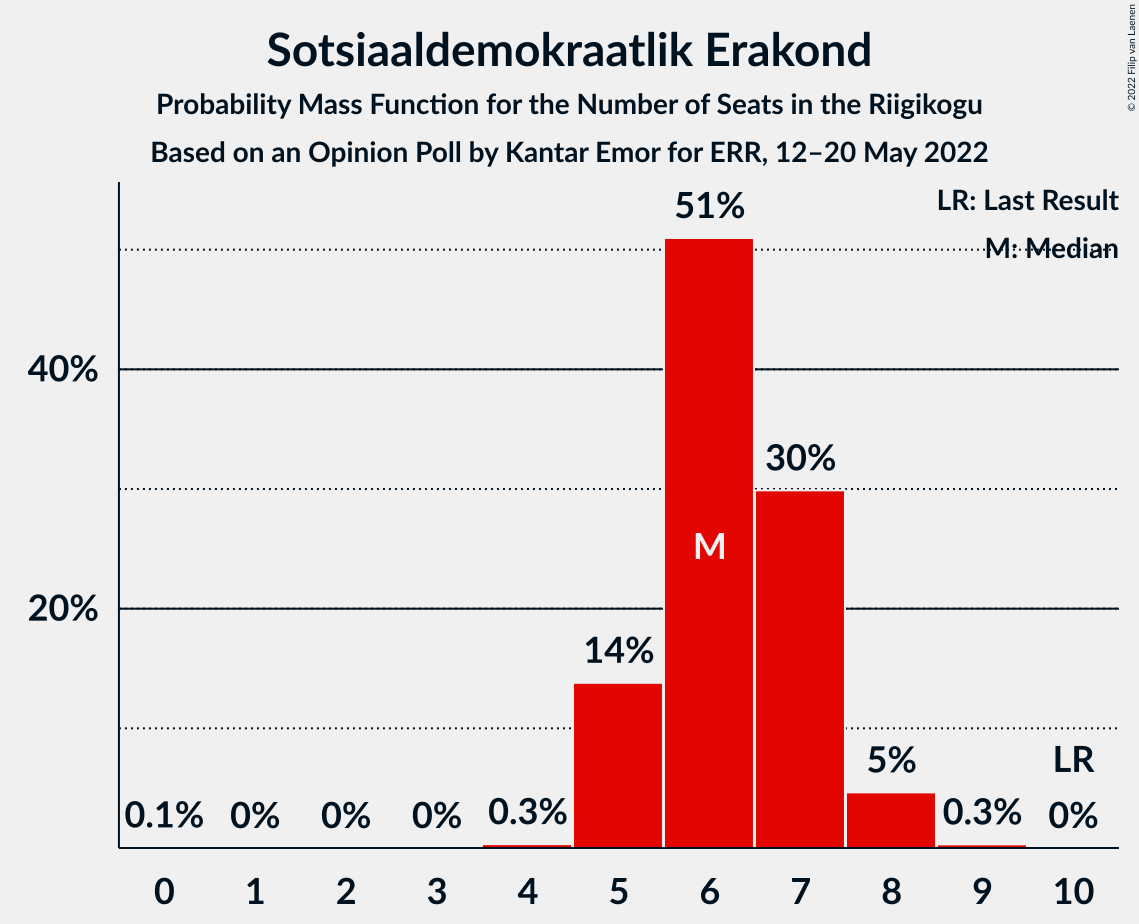 Sotsiaaldemokraatlik Erakond
Probability Mass Function for the Number of Seats in the Riigikogu
Based on an Opinion Poll by Kantar Emor for ERR, 12–20 May 2022
© 2022 Filip van Laenen
LR: Last Result
M: Median
51%
40%
30%
M
20%
14%
5%
LR
0.1%
0%
0%
0%
0.3%
0.3%
0%
0 1 2 3 4 5 6 7 8 9 10